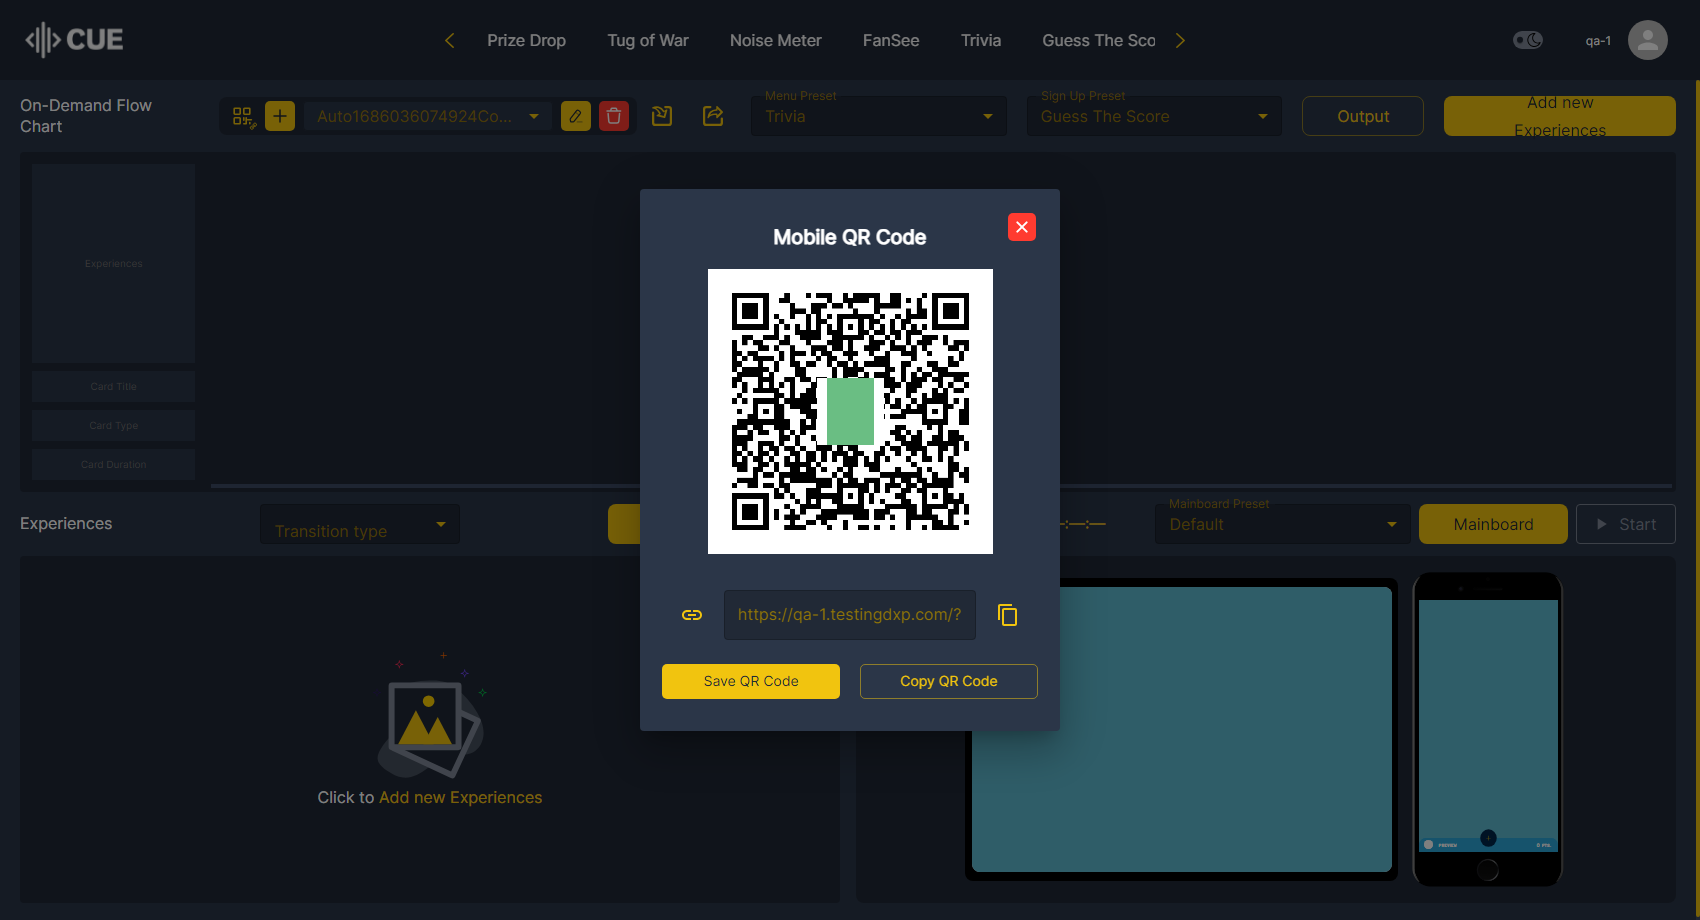 CUE
Prize Drop
Tug of War
Noise Meter
FanSee
Trivia
Guess The Sco
qa-1
On-Demand Flow
Chart
Auto1686036074924Co...
Menu Preset
Trivia
Sign Up Preset
Guess The Score
Output
Add new
Experiences
Experiences
Card Title
Card Type
Card Duration
Mobile QR Code
https://qa-1.testingdxp.com/?
Save QR Code
Copy QR Code
Experiences
Transition type
Mainboard Preset
Default
Mainboard
Start
Click to Add new Experiences
PREVIEW
0 PTS.